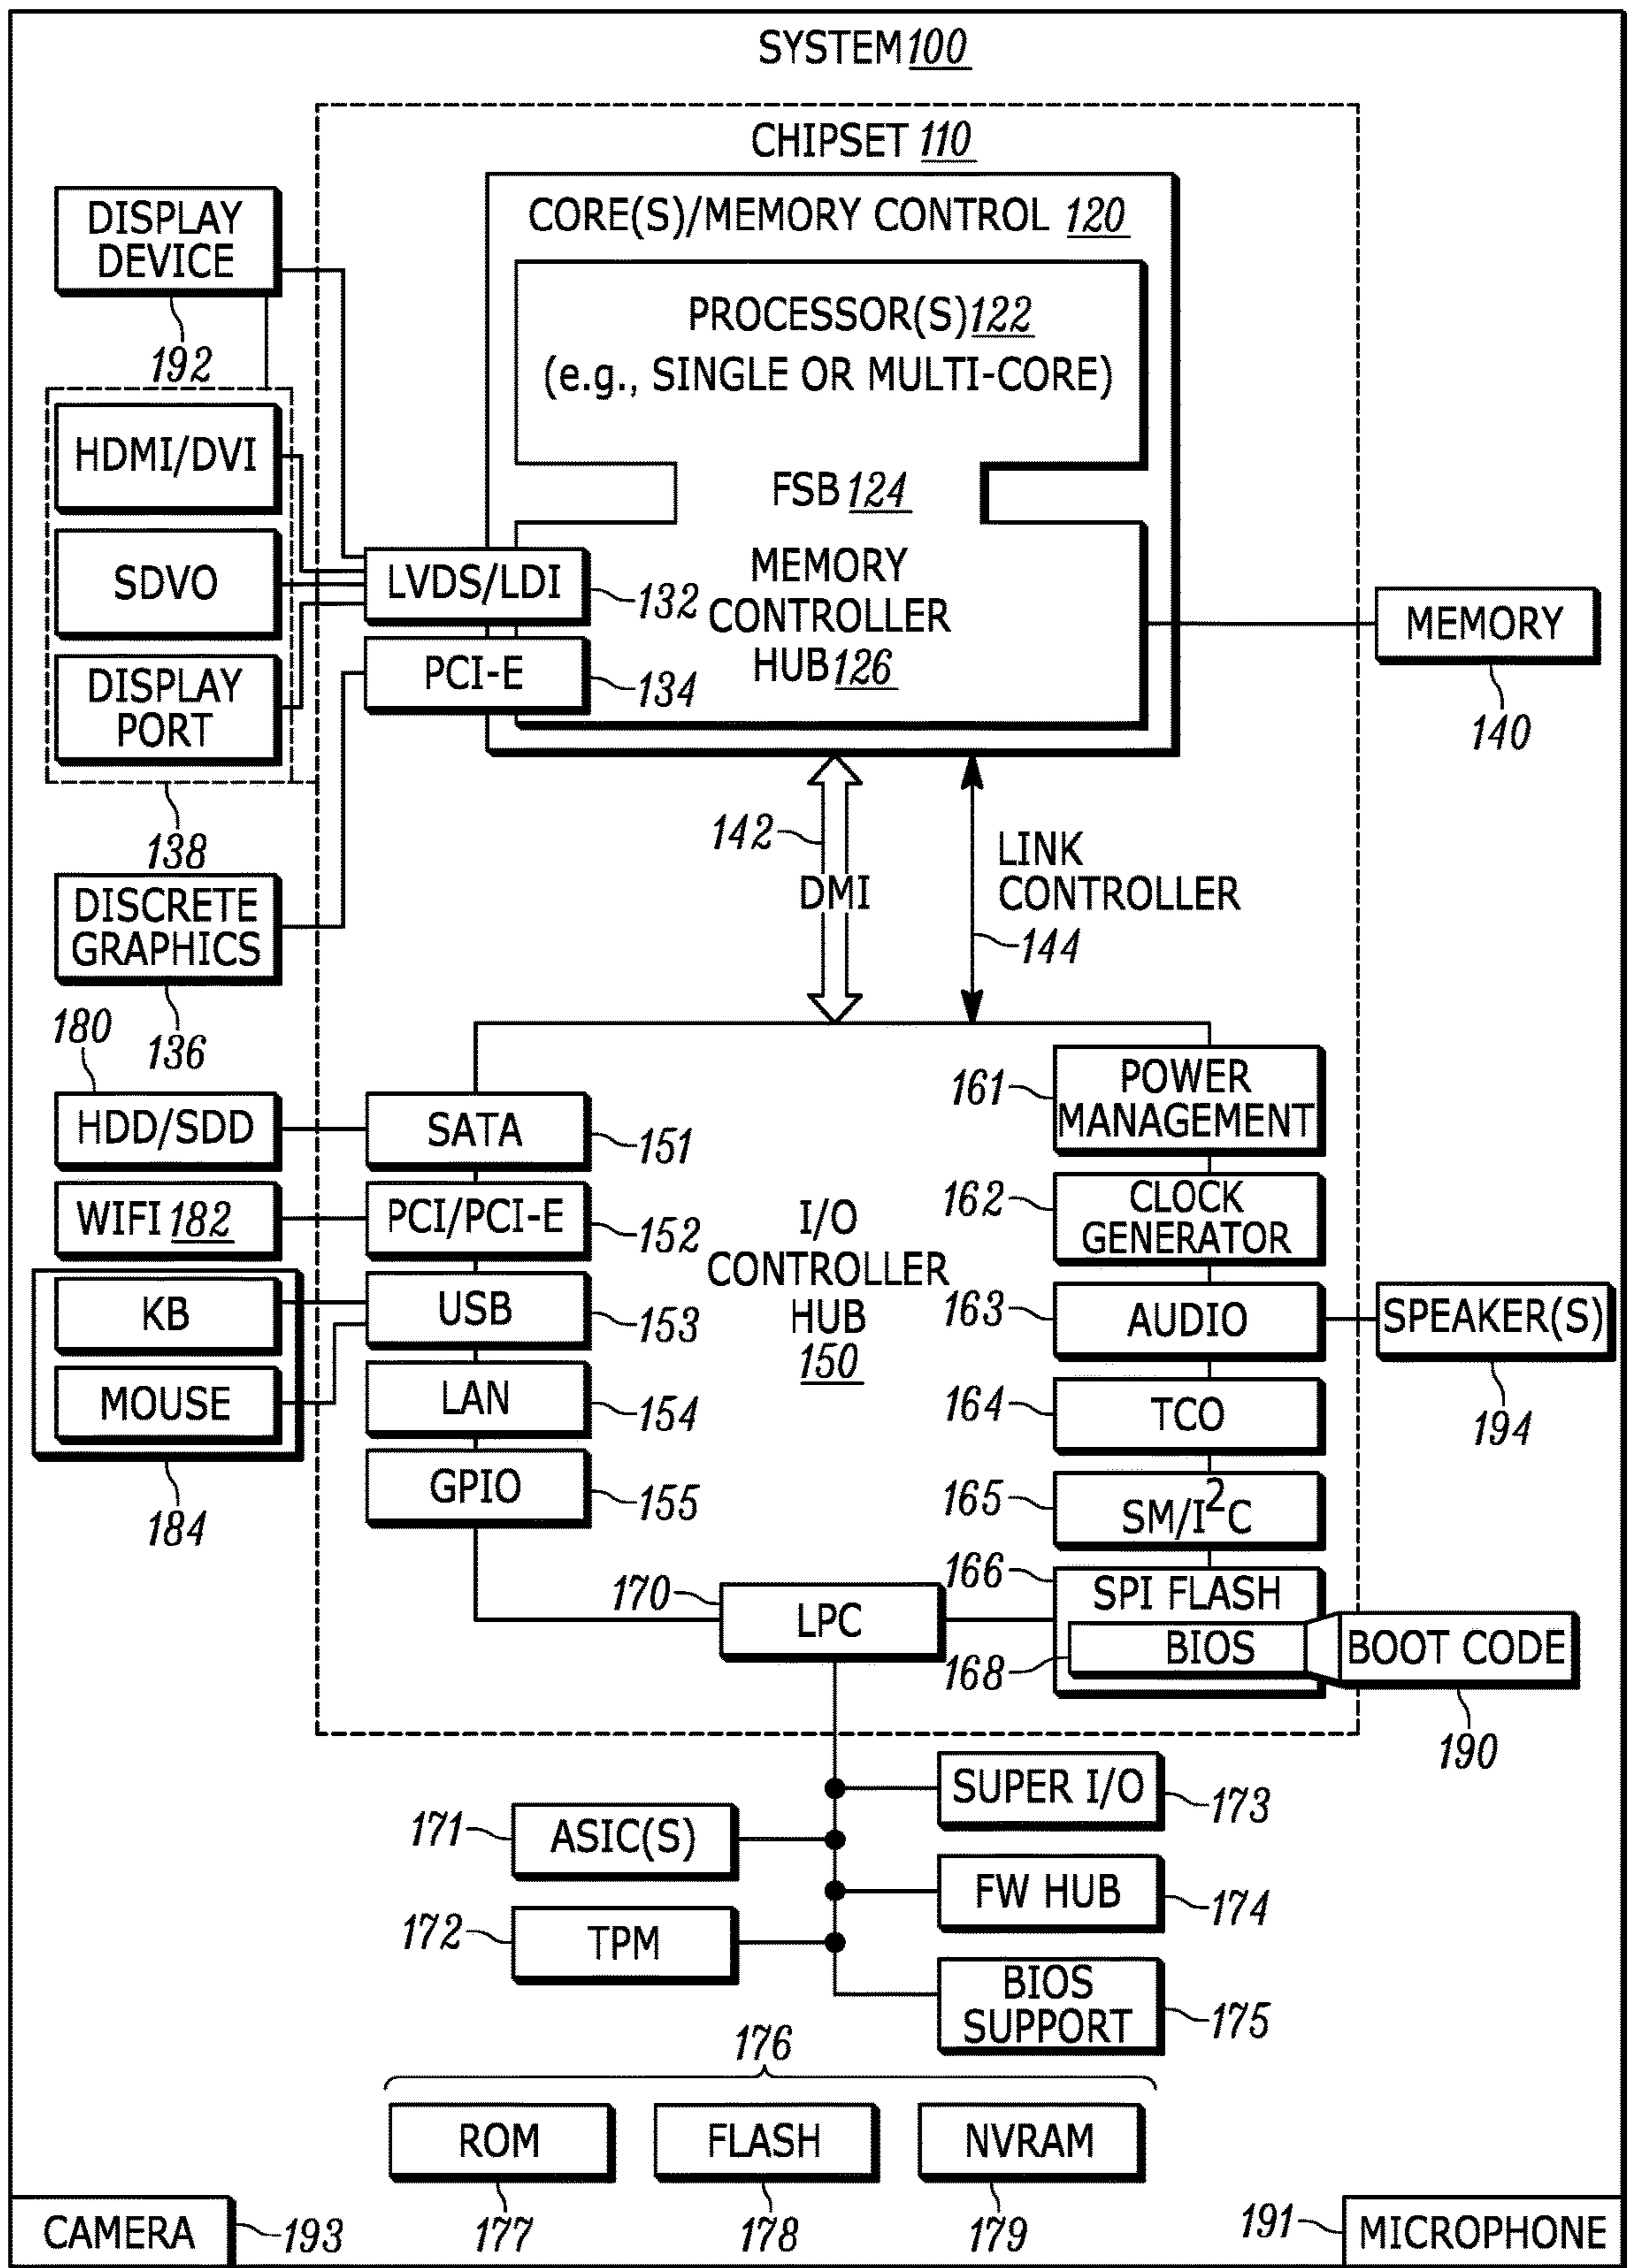 SYSTEM 100
CHIPSET 110
CORE(S)/MEMORY CONTROL 120
PROCESSOR(S) 122
(e.g., SINGLE OR MULTI-CORE)
FSB 124
MEMORY
CONTROLLER
HUB 126
DISPLAY
DEVICE
192
HDMI/DVI
SDVO
DISPLAY
PORT
138
LVDS/LDI
132
PCI-E
134
MEMORY
140
DISCRETE
GRAPHICS
136
142
DMI
LINK
CONTROLLER
144
180
HDD/SDD
WIFI 182
KB
MOUSE
184
SATA
151
PCI/PCI-E
152
USB
153
LAN
154
GPIO
155
I/O
CONTROLLER
HUB
150
161
POWER
MANAGEMENT
162
CLOCK
GENERATOR
163
AUDIO
SPEAKER(S)
194
164
TCO
165
SM/I²C
166
SPI FLASH
168
BIOS
BOOT CODE
190
170
LPC
SUPER I/O
173
171
ASIC(S)
FW HUB
174
172
TPM
BIOS
SUPPORT
175
176
ROM
177
FLASH
178
NVRAM
179
CAMERA
193
191
MICROPHONE